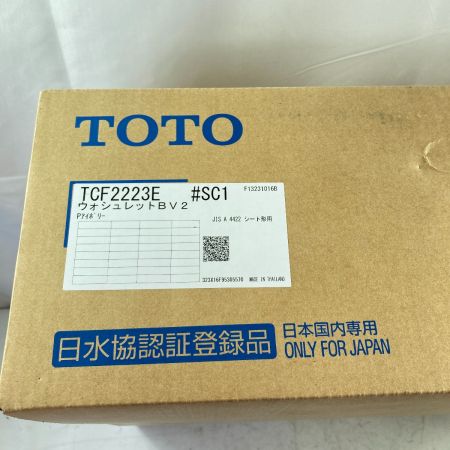 TOTO
TCF2223E #SC1 F13231016B
ウォシュレットBV2
Pアイボリー
JIS A 4422 シート形用
MADE IN THAILAND
日水協認証登録品
日本国内専用
ONLY FOR JAPAN